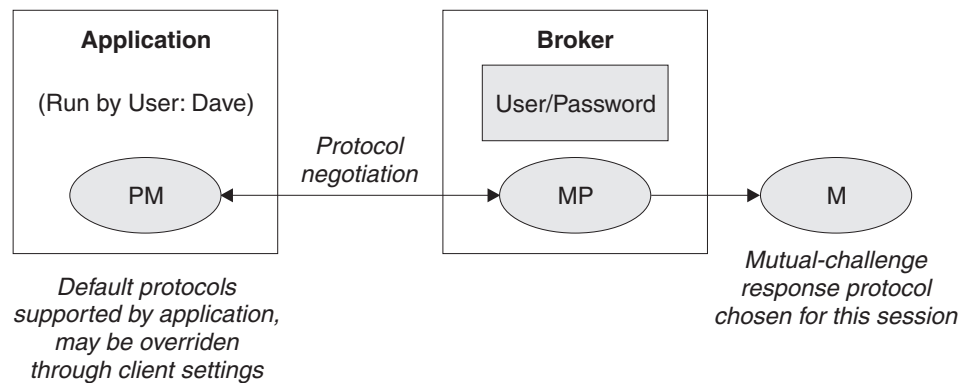 Application
(Run by User: Dave)
PM
Default protocols
supported by application,
may be overriden
through client settings
Protocol
negotiation
Broker
User/Password
MP
M
Mutual-challenge
response protocol
chosen for this session